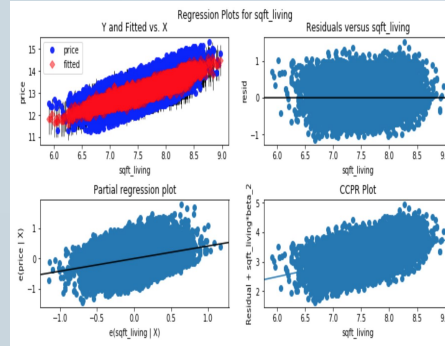 Regression Plots for sqft_living
Y and Fitted vs. X
price
fitted
15
14
13
12
11
price
6.0 6.5 7.0 7.5 8.0 8.5 9.0
sqft_living
Residuals versus sqft_living
1
0
−1
resid
6.0 6.5 7.0 7.5 8.0 8.5 9.
sqft_living
Partial regression plot
1
0
−1
e(price | X)
−1.0 −0.5 0.0 0.5 1.0
e(sqft_living | X)
CCPR Plot
5
4
3
2
Residual + sqft_living*beta_2
6.0 6.5 7.0 7.5 8.0 8.5 9.
sqft_living